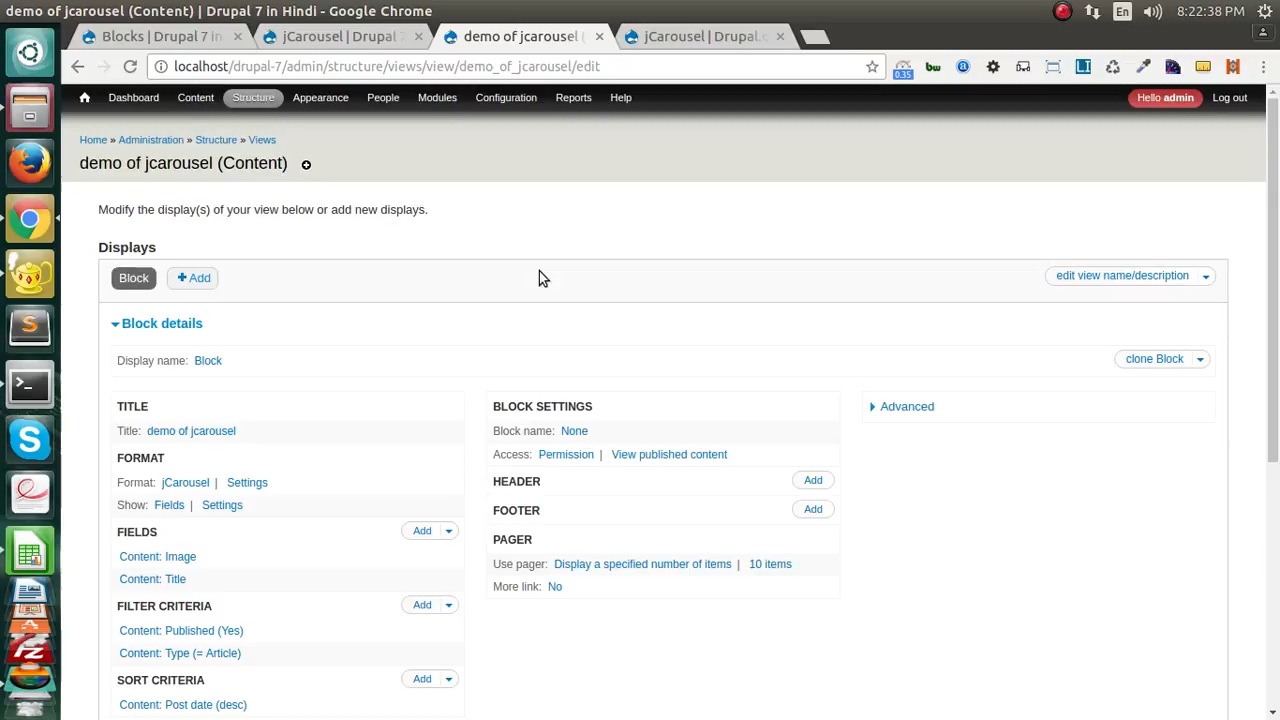 demo of jcarousel (Content) | Drupal 7 in Hindi - Google Chrome
En
8:22:38 PM
Blocks | Drupal 7 in
jCarousel | Drupal 7
demo of jcarousel (
jCarousel | Drupal.
localhost/drupal-7/admin/structure/views/view/demo_of_jcarousel/edit
0.35
bw
LI
Dashboard
Content
Structure
Appearance
People
Modules
Configuration
Reports
Help
Hello admin
Log out
Home » Administration » Structure » Views
demo of jcarousel (Content)
Modify the display(s) of your view below or add new displays.
Displays
Block
Add
edit view name/description
Block details
Display name: Block
clone Block
TITLE
Title: demo of jcarousel
FORMAT
Format: jCarousel | Settings
Show: Fields | Settings
FIELDS
Add
Content: Image
Content: Title
FILTER CRITERIA
Add
Content: Published (Yes)
Content: Type (= Article)
SORT CRITERIA
Add
Content: Post date (desc)
BLOCK SETTINGS
Block name: None
Access: Permission | View published content
HEADER
Add
FOOTER
Add
PAGER
Use pager: Display a specified number of items | 10 items
More link: No
Advanced